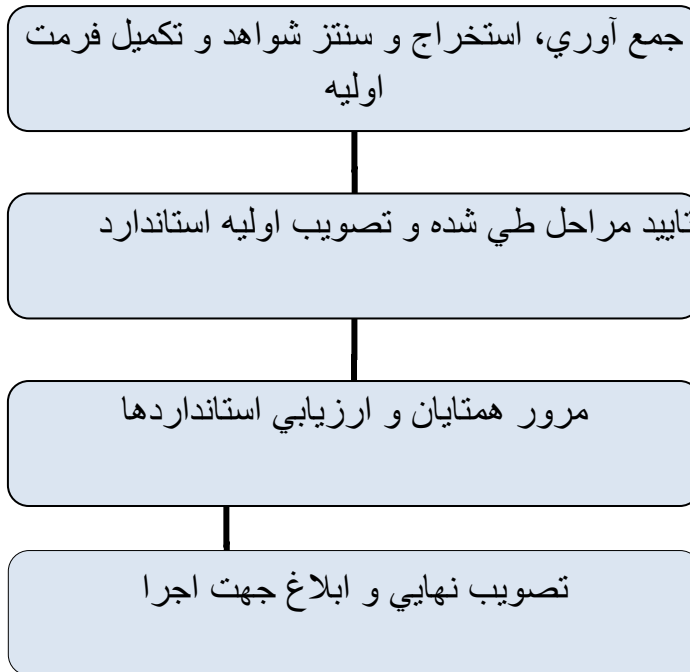 جمع آوري، استخراج و سنتز شواهد و تكميل فرمت
اوليه
تاييد مراحل طي شده و تصويب اوليه استاندارد
مرور همتايان و ارزيابي استانداردها
تصويب نهايي و ابلاغ جهت اجرا